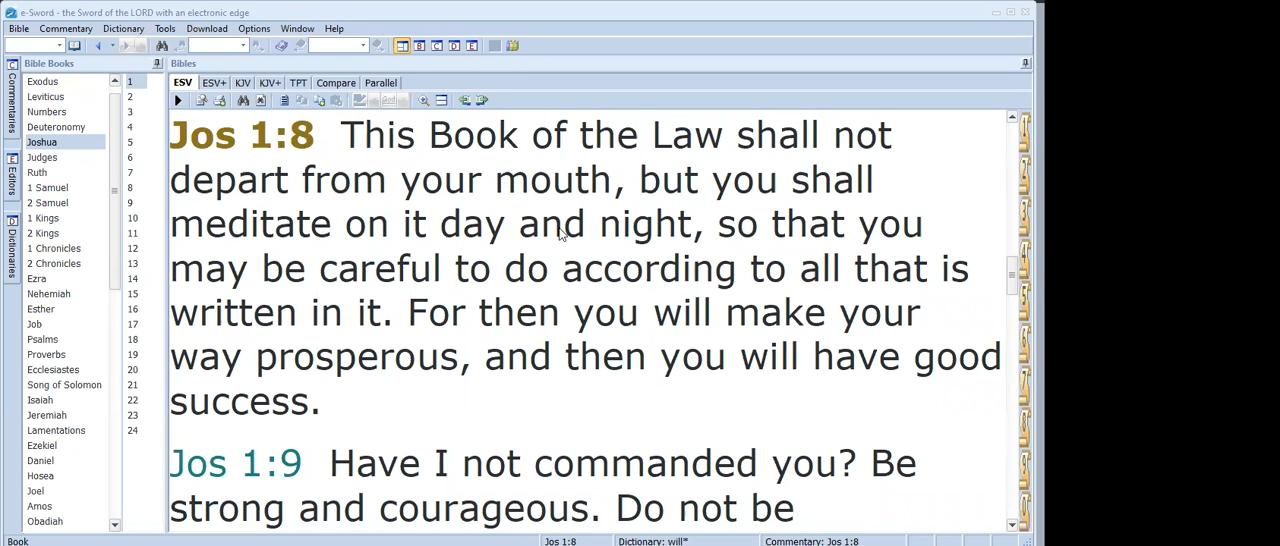 e-Sword - the Sword of the LORD with an electronic edge
Bible Commentary Dictionary Tools Download Options Window Help
B C D E
Bible Books
Bibles
ESV ESV+ KJV KJV+ TPT Compare Parallel
C Commentaries
E Editors
D Dictionaries
Exodus 1
Leviticus 2
Numbers 3
Deuteronomy 4
Joshua 5
Judges 6
Ruth 7
1 Samuel 8
2 Samuel 9
1 Kings 10
2 Kings 11
1 Chronicles 12
2 Chronicles 13
Ezra 14
Nehemiah 15
Esther 16
Job 17
Psalms 18
Proverbs 19
Ecclesiastes 20
Song of Solomon 21
Isaiah 22
Jeremiah 23
Lamentations 24
Ezekiel
Daniel
Hosea
Joel
Amos
Obadiah
Jos 1:8 This Book of the Law shall not
depart from your mouth, but you shall
meditate on it day and night, so that you
may be careful to do according to all that is
written in it. For then you will make your
way prosperous, and then you will have good
success.
Jos 1:9 Have I not commanded you? Be
strong and courageous. Do not be
Book
Jos 1:8
Dictionary: will*
Commentary: Jos 1:8